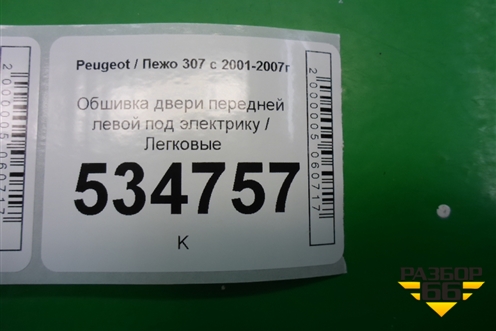 Peugeot / Пежо 307 с 2001-2007г
Обшивка двери передней
левой под электрику /
Легковые
534757
К
2000005060717
РАЗБОР
66